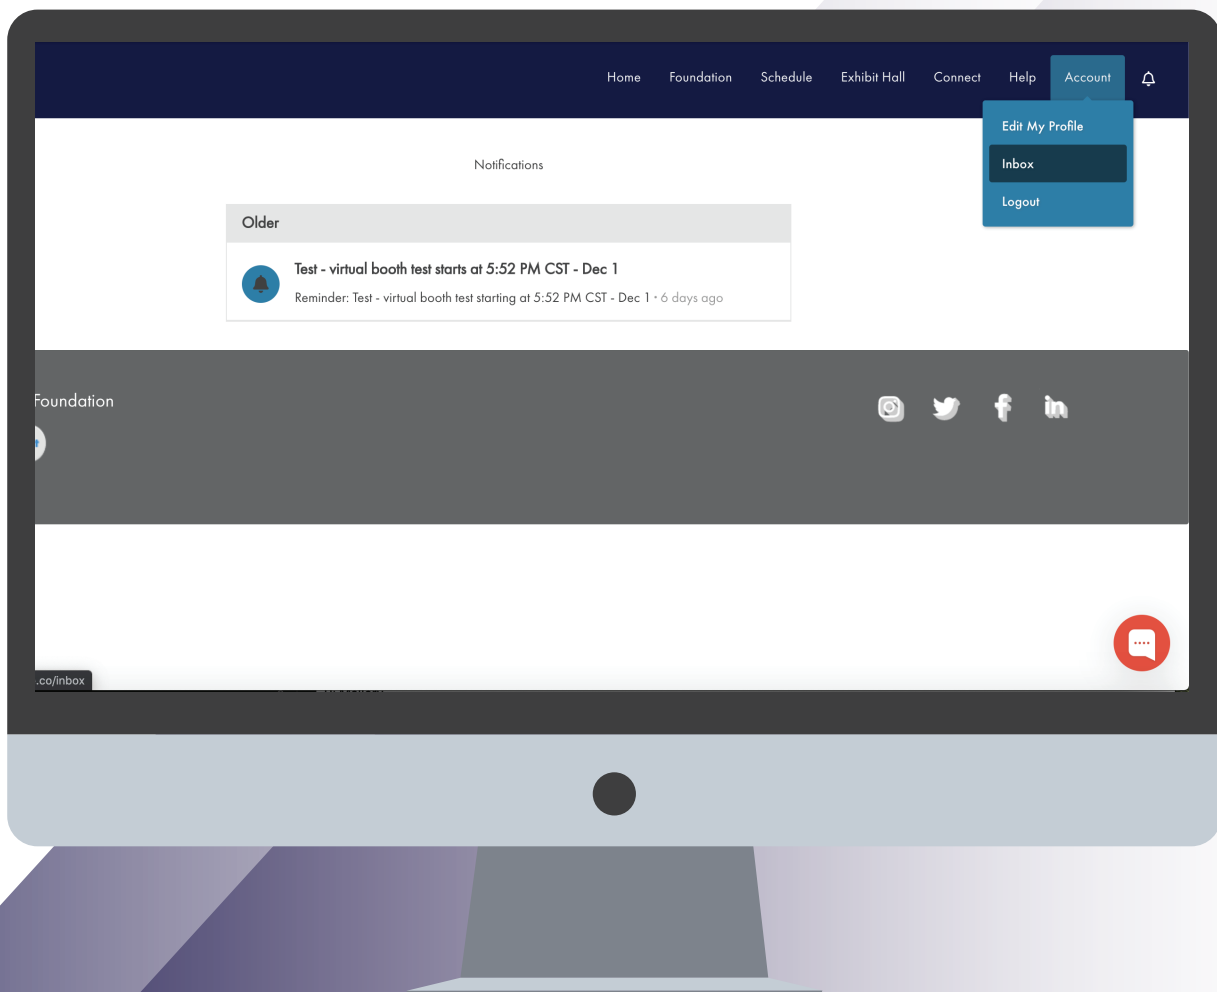 Home Foundation Schedule Exhibit Hall Connect Help Account
Edit My Profile
Inbox
Logout
Notifications
Older
Test - virtual booth test starts at 5:52 PM CST - Dec 1
Reminder: Test - virtual booth test starting at 5:52 PM CST - Dec 1 · 6 days ago
Foundation
in
.co/inbox